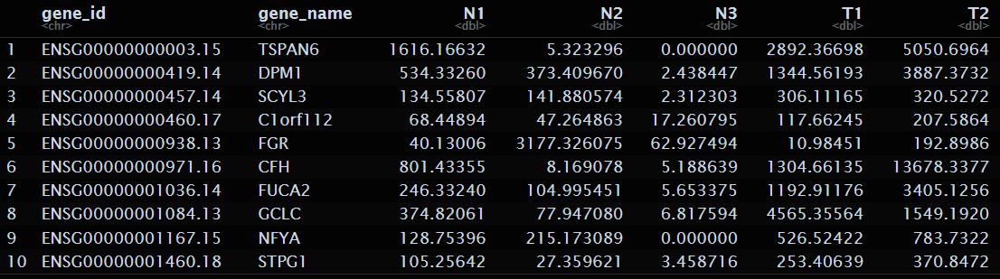 gene_id gene_name N1 N2 N3 T1 T2
<chr> <chr> <dbl> <dbl> <dbl> <dbl> <dbl>
1 ENSG00000000003.15 TSPAN6 1616.16632 5.323296 0.000000 2892.36698 5050.6964
2 ENSG00000000419.14 DPM1 534.33260 373.409670 2.438447 1344.56193 3887.3732
3 ENSG00000000457.14 SCYL3 134.55807 141.880574 2.312303 306.11165 320.5272
4 ENSG00000000460.17 C1orf112 68.44894 47.264863 17.260795 117.66245 207.5864
5 ENSG00000000938.13 FGR 40.13006 3177.326075 62.927494 10.98451 192.8986
6 ENSG00000000971.16 CFH 801.43355 8.169078 5.188639 1304.66135 13678.3377
7 ENSG00000001036.14 FUCA2 246.33240 104.995451 5.653375 1192.91176 3405.1256
8 ENSG00000001084.13 GCLC 374.82061 77.947080 6.817594 4565.35564 1549.1920
9 ENSG00000001167.15 NFYA 128.75396 215.173089 0.000000 526.52422 783.7322
10 ENSG00000001460.18 STPG1 105.25642 27.359621 3.458716 253.40639 370.8472